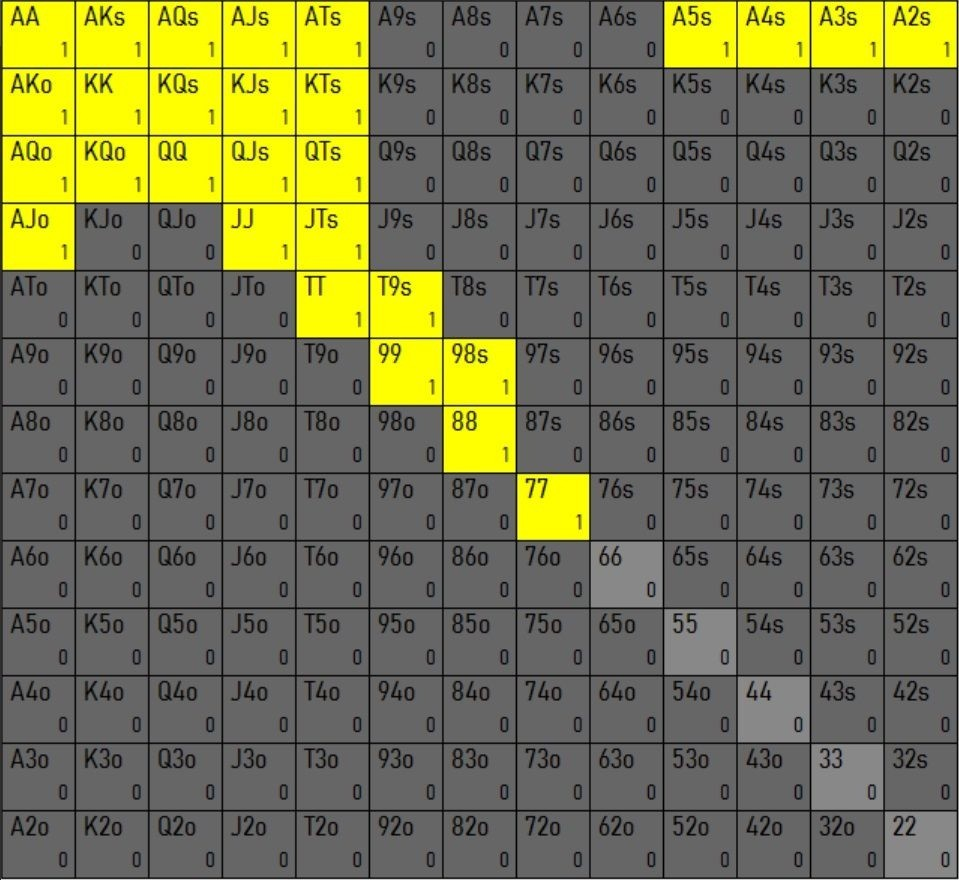 AA AKs AQs AJs ATs A9s A8s A7s A6s A5s A4s A3s A2s
1 1 1 1 1 0 0 0 0 1 1 1 1
AKo KK KQs KJs KTs K9s K8s K7s K6s K5s K4s K3s K2s
1 1 1 1 1 0 0 0 0 0 0 0 0
AQo KQo QQ QJs QTs Q9s Q8s Q7s Q6s Q5s Q4s Q3s Q2s
1 1 1 1 1 0 0 0 0 0 0 0 0
AJo KJo QJo JJ JTs J9s J8s J7s J6s J5s J4s J3s J2s
1 0 0 1 1 0 0 0 0 0 0 0 0
ATo KTo QTo JTo TT T9s T8s T7s T6s T5s T4s T3s T2s
0 0 0 0 1 1 0 0 0 0 0 0 0
A9o K9o Q9o J9o T9o 99 98s 97s 96s 95s 94s 93s 92s
0 0 0 0 0 1 1 0 0 0 0 0 0
A8o K8o Q8o J8o T8o 98o 88 87s 86s 85s 84s 83s 82s
0 0 0 0 0 0 1 0 0 0 0 0 0
A7o K7o Q7o J7o T7o 97o 87o 77 76s 75s 74s 73s 72s
0 0 0 0 0 0 0 1 0 0 0 0 0
A6o K6o Q6o J6o T6o 96o 86o 76o 66 65s 64s 63s 62s
0 0 0 0 0 0 0 0 0 0 0 0 0
A5o K5o Q5o J5o T5o 95o 85o 75o 65o 55 54s 53s 52s
0 0 0 0 0 0 0 0 0 0 0 0 0
A4o K4o Q4o J4o T4o 94o 84o 74o 64o 54o 44 43s 42s
0 0 0 0 0 0 0 0 0 0 0 0 0
A3o K3o Q3o J3o T3o 93o 83o 73o 63o 53o 43o 33 32s
0 0 0 0 0 0 0 0 0 0 0 0 0
A2o K2o Q2o J2o T2o 92o 82o 72o 62o 52o 42o 32o 22
0 0 0 0 0 0 0 0 0 0 0 0 0